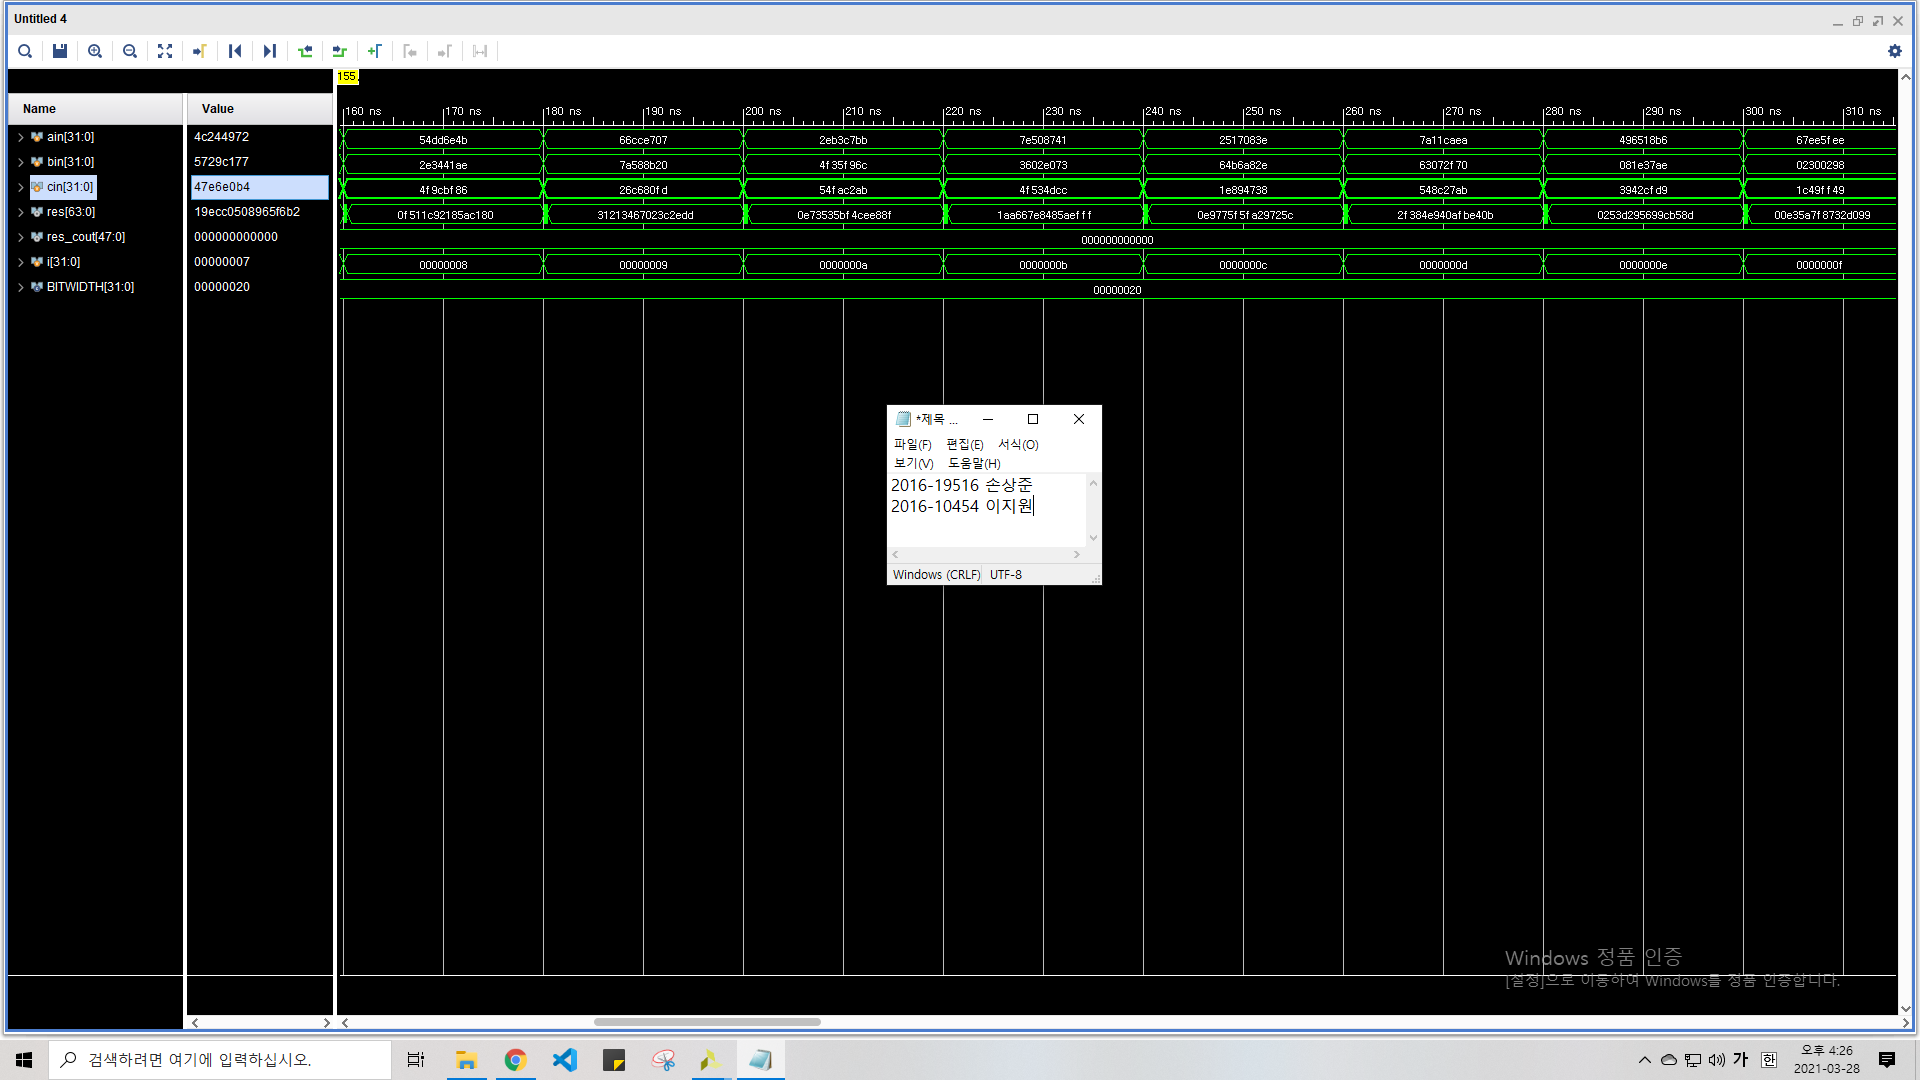 Untitled 4
155.
Name
Value
160 ns 170 ns 180 ns 190 ns 200 ns 210 ns 220 ns 230 ns 240 ns 250 ns 260 ns 270 ns 280 ns 290 ns 300 ns 310 ns
ain[31:0] 4c244972 54dd6e4b 66cce707 2eb3c7bb 7e508741 2517083e 7a11caea 496518b6 67ee5fee
bin[31:0] 5729c177 2e3441ae 7a588b20 4f35f96c 3602e073 64b6a82e 63072f70 081e37ae 02300298
cin[31:0] 47e6e0b4 4f9cbf86 26c680fd 54fac2ab 4f534dcc 1e894738 548c27ab 3942cfd9 1c49ff49
res[63:0] 19ecc0508965f6b2 0f511c92185ac180 31213467023c2edd 0e73535bf4cee88f 1aa667e8485aefff 0e9775f5fa29725c 2f384e940afbe40b 0253d295699cb58d 00e35a7f8732d099
res_cout[47:0] 000000000000 000000000000
i[31:0] 00000007 00000008 00000009 0000000a 0000000b 0000000c 0000000d 0000000e 0000000f
BITWIDTH[31:0] 00000020 00000020
*제목 ...
파일(F) 편집(E) 서식(O)
보기(V) 도움말(H)
2016-19516 손상준
2016-10454 이지원
Windows (CRLF) UTF-8
Windows 정품 인증
[설정]으로 이동하여 Windows를 정품 인증합니다.
검색하려면 여기에 입력하십시오.
가 한
오후 4:26
2021-03-28